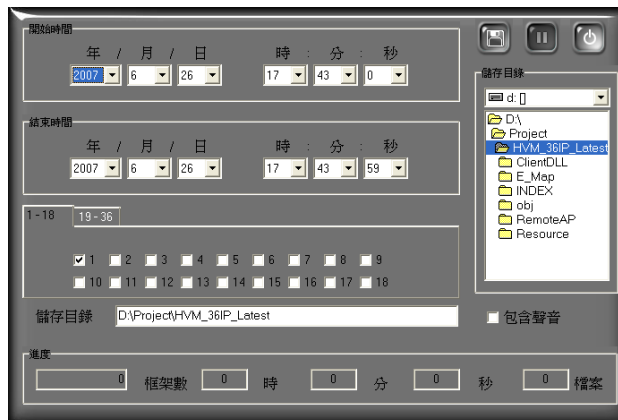 開始時間
年 / 月 / 日 時 : 分 : 秒
2007 6 26 17 43 0
結束時間
年 / 月 / 日 時 : 分 : 秒
2007 6 26 17 43 59
1 - 18 19 - 36
1 2 3 4 5 6 7 8 9
10 11 12 13 14 15 16 17 18
儲存目錄 D:\Project\HVM_36IP_Latest
儲存目錄
d: []
D:\
Project
HVM_36IP_Latest
ClientDLL
E_Map
INDEX
obj
RemoteAP
Resource
包含聲音
進度
0 框架數 0 時 0 分 0 秒 0 檔案